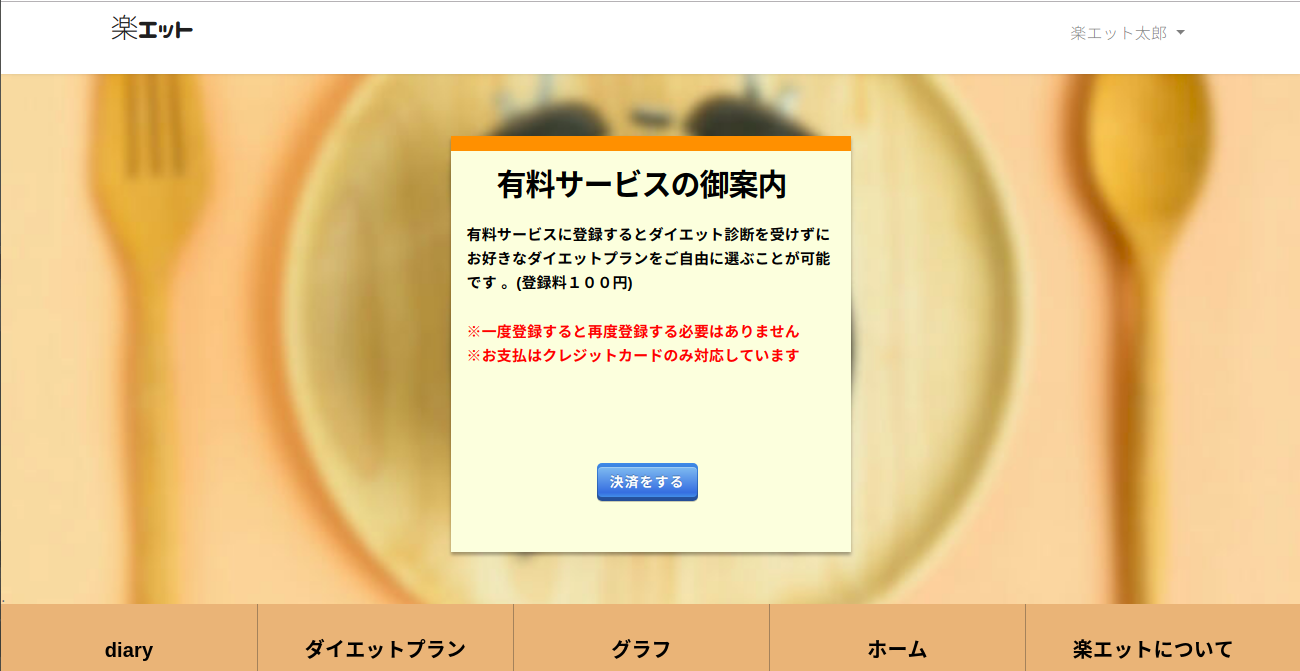 楽エット
楽エット太郎
有料サービスの御案内
有料サービスに登録するとダイエット診断を受けずに
お好きなダイエットプランをご自由に選ぶことが可能
です 。(登録料１００円)
※一度登録すると再度登録する必要はありません
※お支払はクレジットカードのみ対応しています
決済をする
diary
ダイエットプラン
グラフ
ホーム
楽エットについて